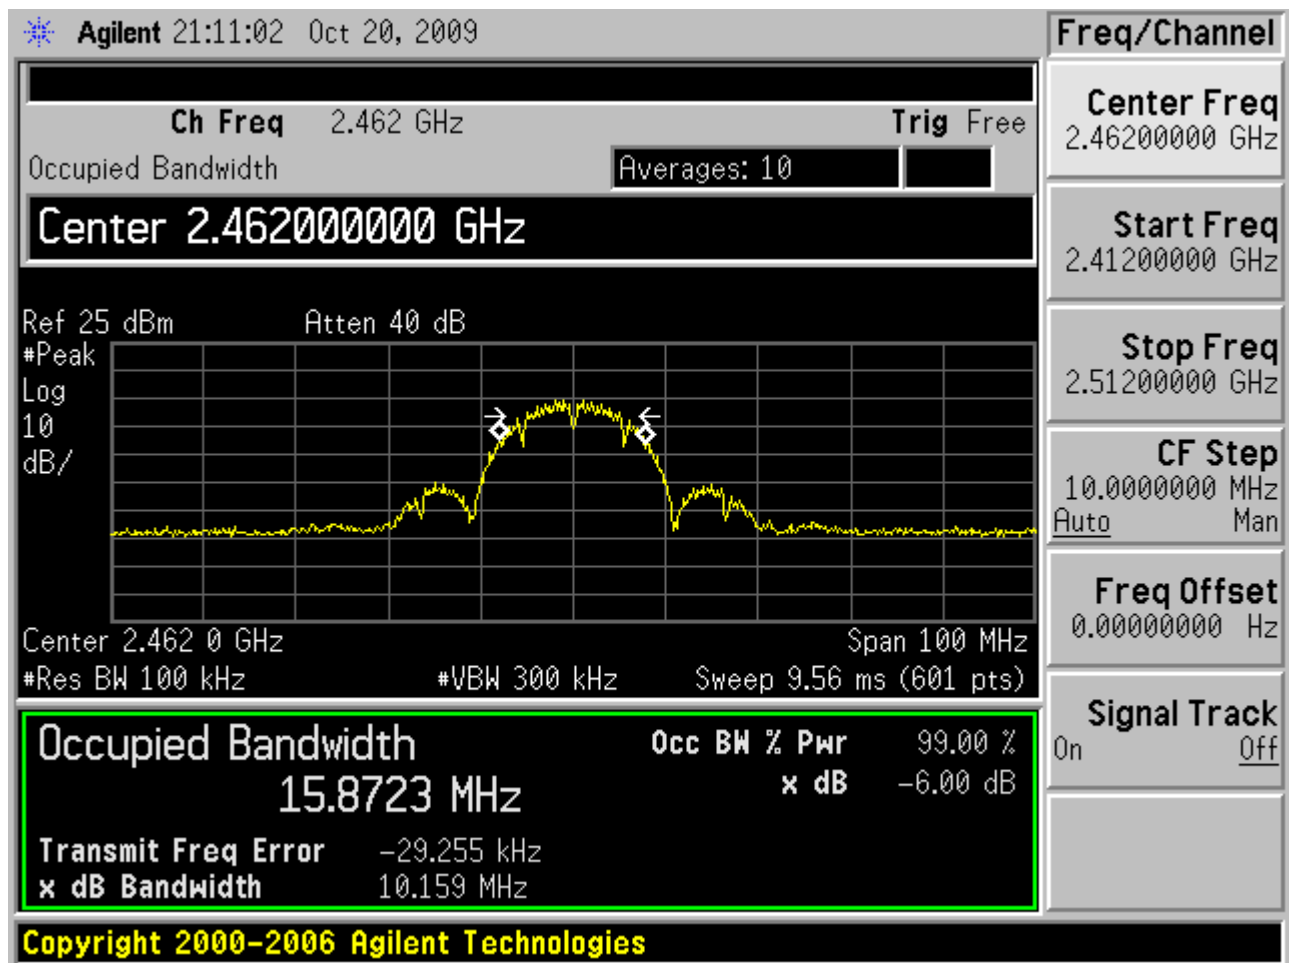 Agilent 21:11:02 Oct 20, 2009
Freq/Channel
Ch Freq 2.462 GHz Trig Free
Occupied Bandwidth Averages: 10
Center 2.462000000 GHz
Ref 25 dBm Atten 40 dB
#Peak
Log
10
dB/
Center 2.462 0 GHz Span 100 MHz
#Res BW 100 kHz #VBW 300 kHz Sweep 9.56 ms (601 pts)
Occupied Bandwidth
15.8723 MHz
Occ BW % Pwr 99.00 %
x dB -6.00 dB
Transmit Freq Error -29.255 kHz
x dB Bandwidth 10.159 MHz
Center Freq
2.46200000 GHz
Start Freq
2.41200000 GHz
Stop Freq
2.51200000 GHz
CF Step
10.0000000 MHz
Auto Man
Freq Offset
0.00000000 Hz
Signal Track
On Off
Copyright 2000-2006 Agilent Technologies